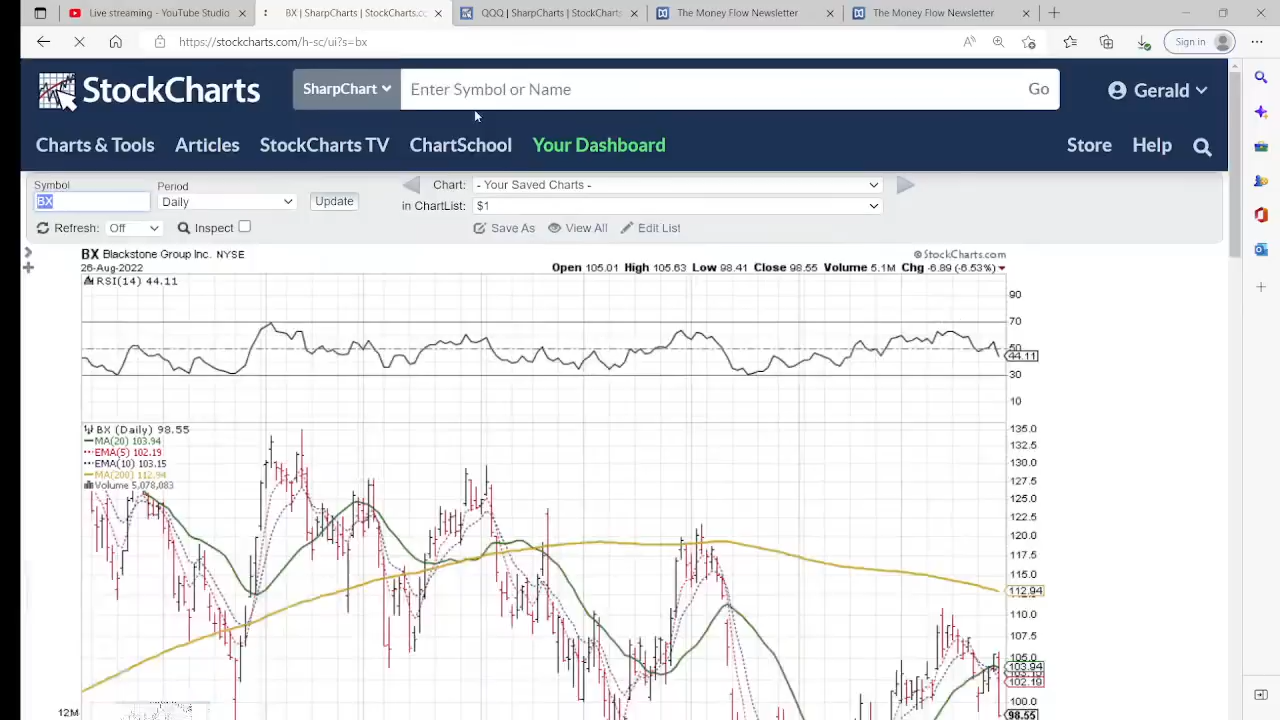 Live streaming - YouTube Studio
BX | SharpCharts | StockCharts.co
QQQ | SharpCharts | StockCharts
The Money Flow Newsletter
The Money Flow Newsletter
https://stockcharts.com/h-sc/ui?s=bx
Sign in
StockCharts
SharpChart
Enter Symbol or Name
Go
Gerald
Charts & Tools
Articles
StockCharts TV
ChartSchool
Your Dashboard
Store
Help
Symbol
Period
Chart:
- Your Saved Charts -
BX
Daily
Update
in ChartList:
$1
Refresh:
Off
Inspect
Save As
View All
Edit List
BX Blackstone Group Inc. NYSE
© StockCharts.com
26-Aug-2022
Open 105.01 High 105.63 Low 98.41 Close 98.55 Volume 5.1M Chg -6.89 (-6.53%)
RSI(14) 44.11
90
70
50
44.11
30
10
BX (Daily) 98.55
MA(20) 103.94
EMA(5) 102.19
EMA(10) 103.15
MA(200) 112.94
Volume 5,078,083
135.0
132.5
130.0
127.5
125.0
122.5
120.0
117.5
115.0
112.94
110.0
107.5
105.0
103.94
102.19
100.0
98.55
12M